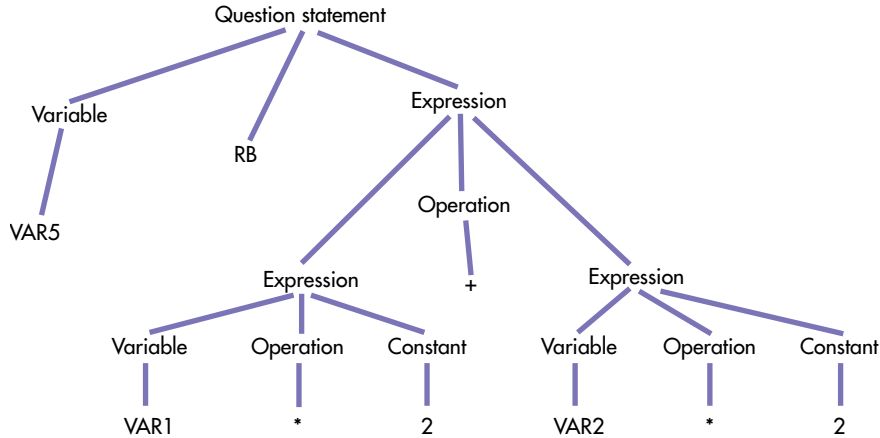 Question statement
Variable
Expression
RB
Operation
VAR5
Expression
+
Expression
Variable
Operation
Constant
Variable
Operation
Constant
VAR1
*
2
VAR2
*
2